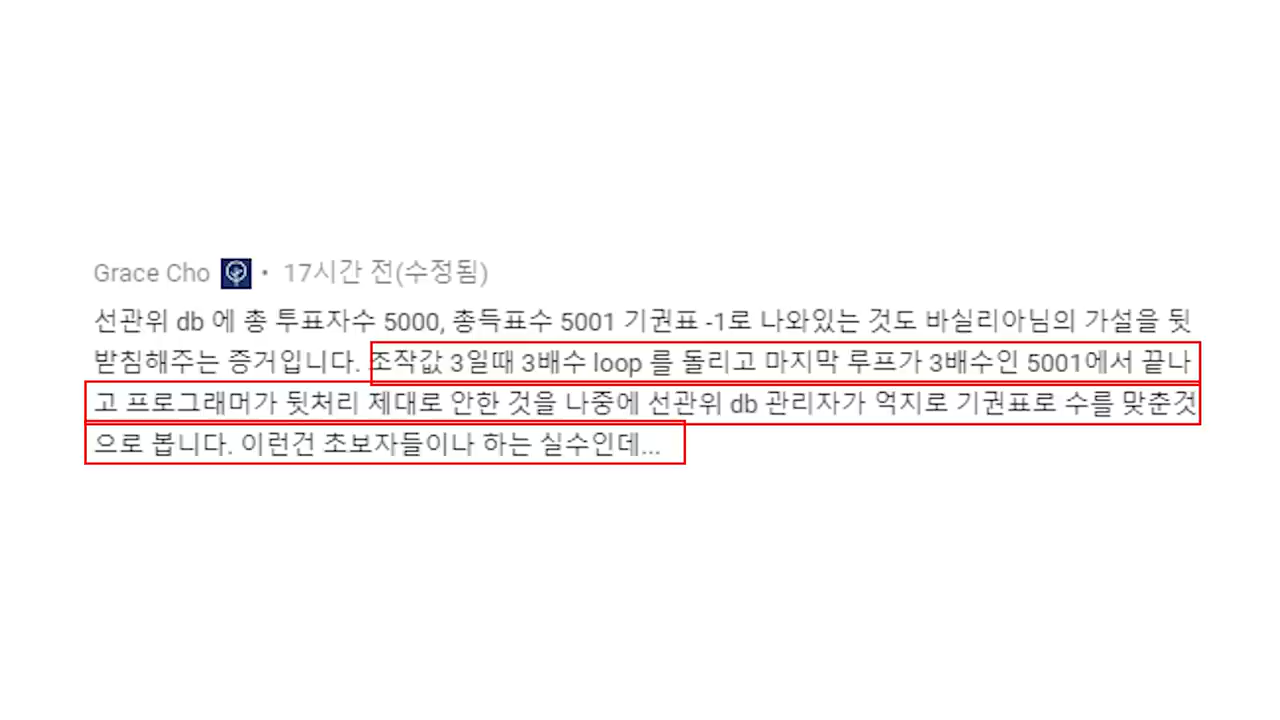 Grace Cho • 17시간 전(수정됨)
선관위 db 에 총 투표자수 5000, 총득표수 5001 기권표 -1로 나와있는 것도 바실리아님의 가설을 뒷
받침해주는 증거입니다. 조작값 3일때 3배수 loop 를 돌리고 마지막 루프가 3배수인 5001에서 끝나
고 프로그래머가 뒷처리 제대로 안한 것을 나중에 선관위 db 관리자가 억지로 기권표로 수를 맞춘것
으로 봅니다. 이런건 초보자들이나 하는 실수인데...